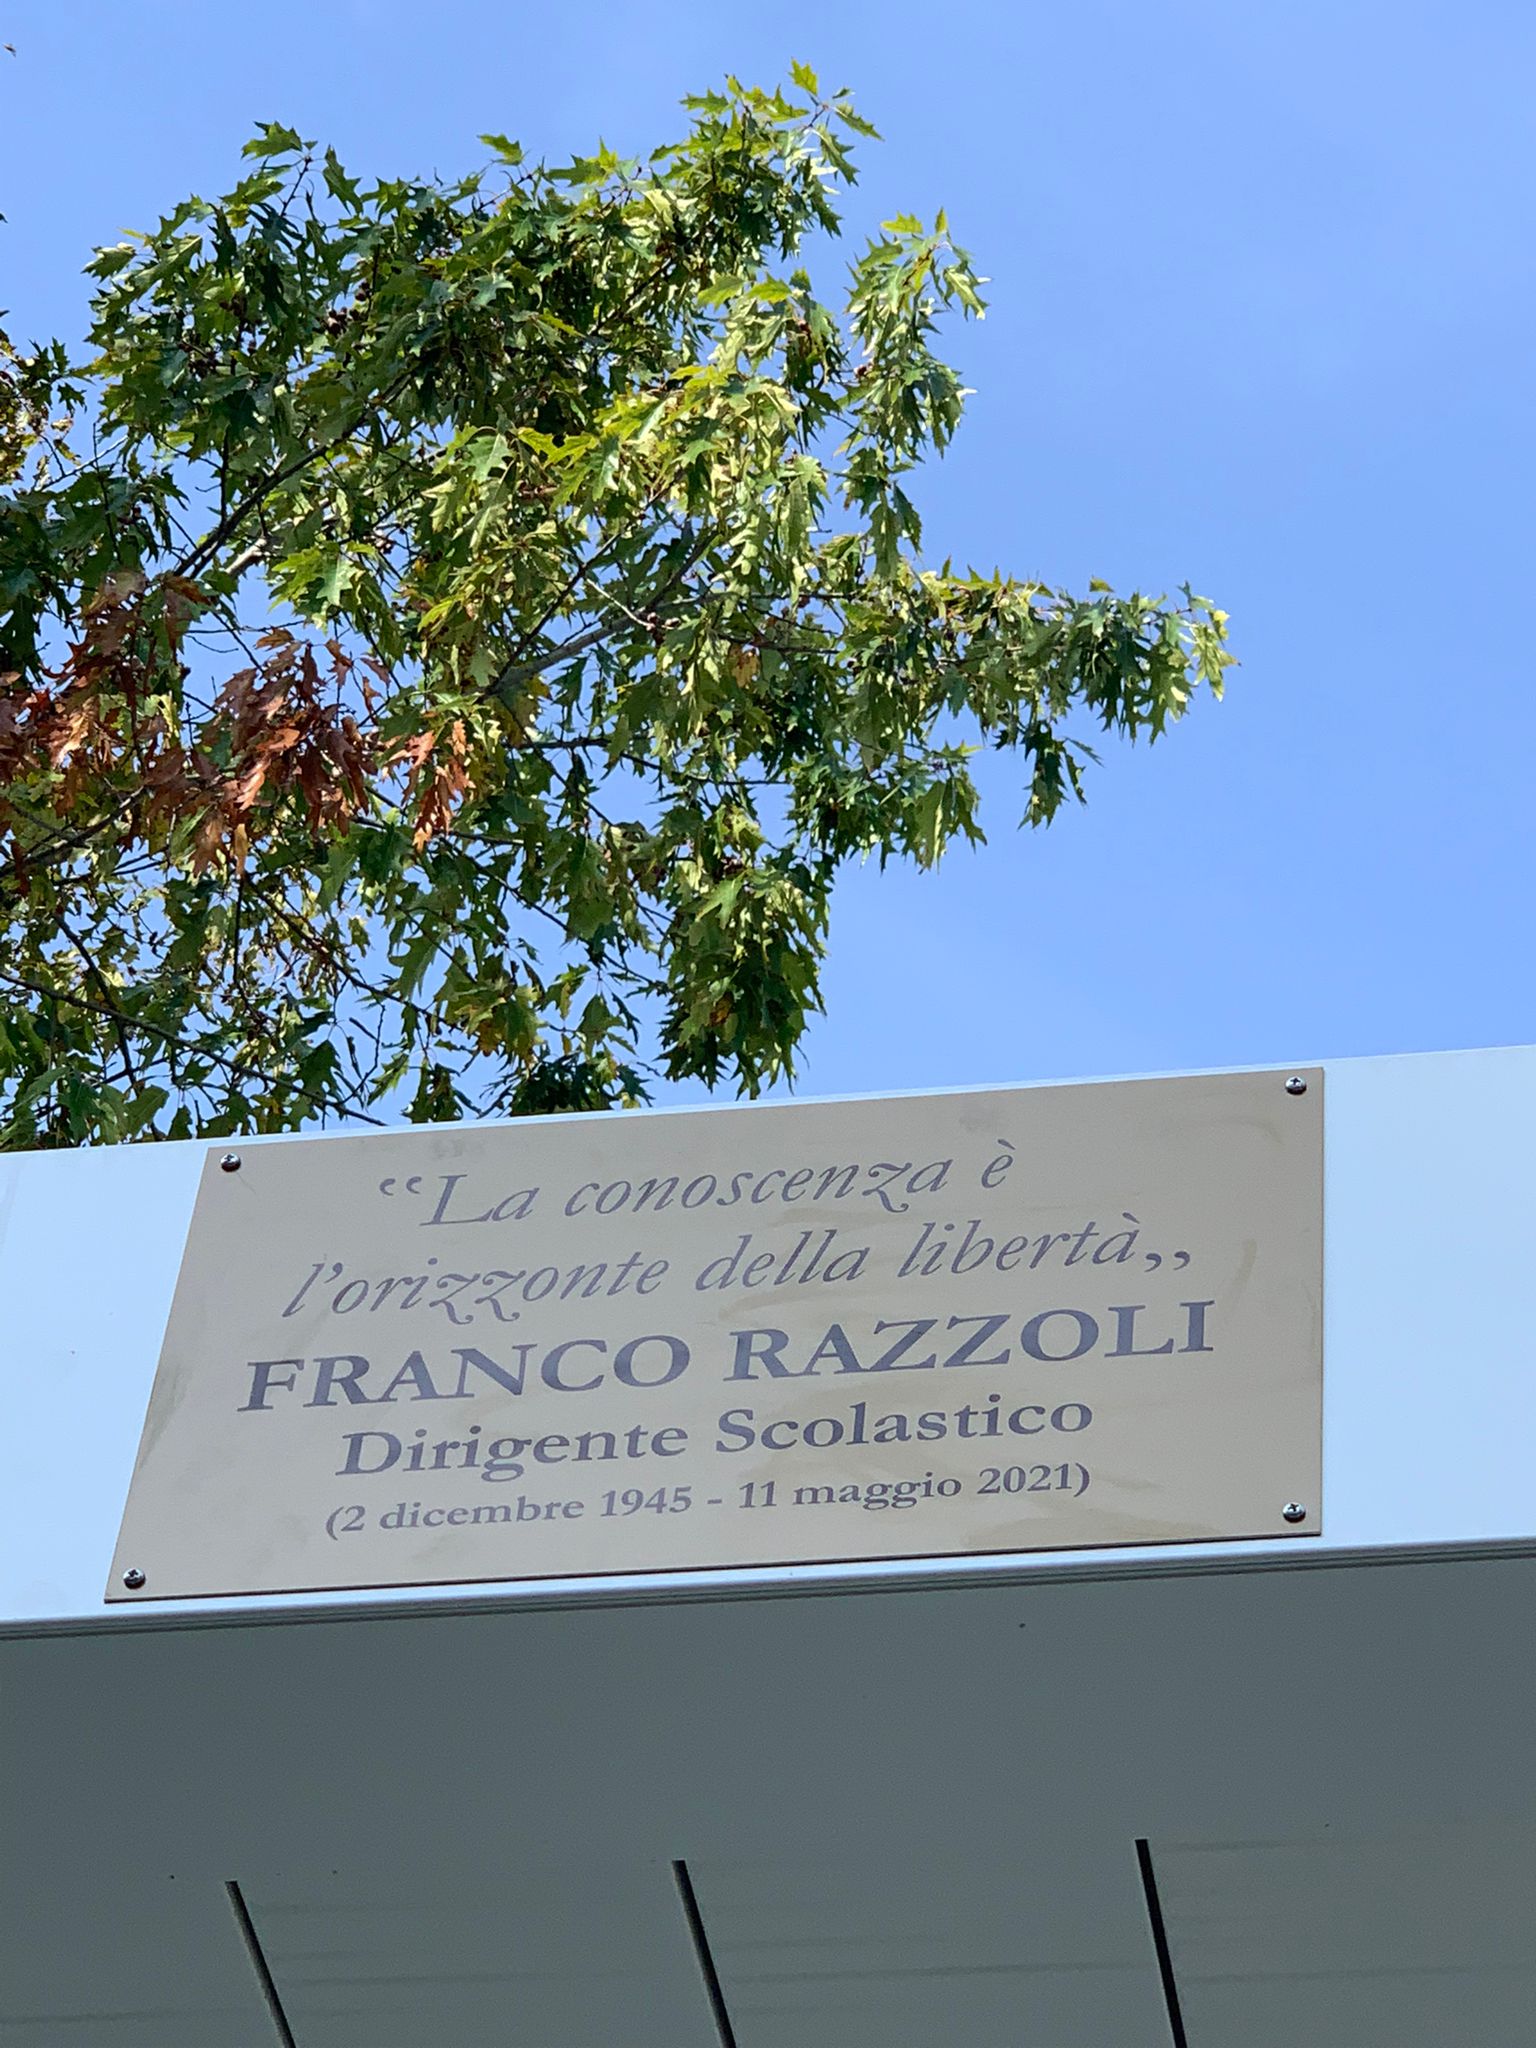 “La conoscenza è
l’orizzonte della libertà„
FRANCO RAZZOLI
Dirigente Scolastico
(2 dicembre 1945 - 11 maggio 2021)